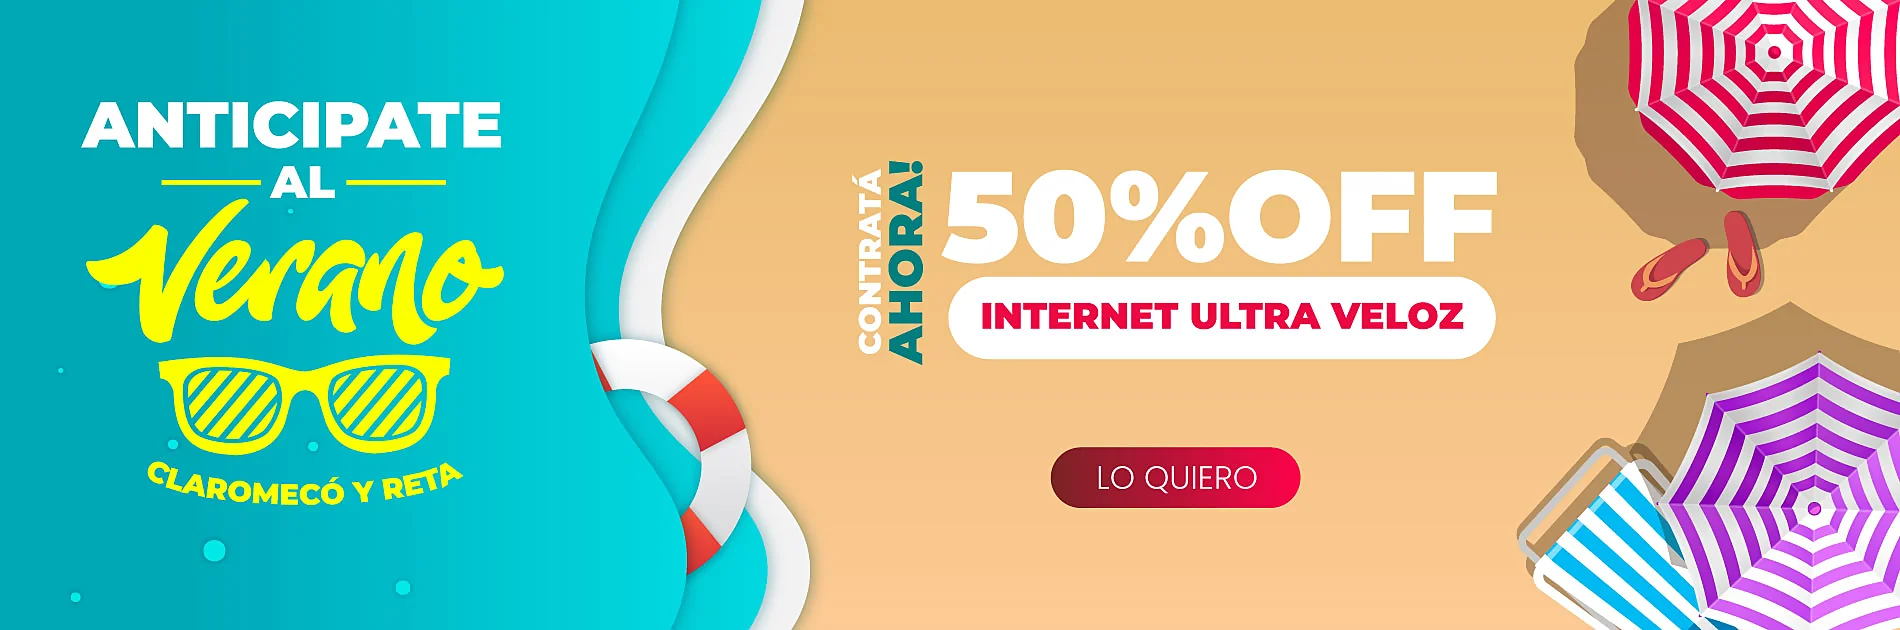 ANTICIPATE
AL
Verano
CLAROMECÓ Y RETA
CONTRATÁ
AHORA!
50%OFF
INTERNET ULTRA VELOZ
LO QUIERO